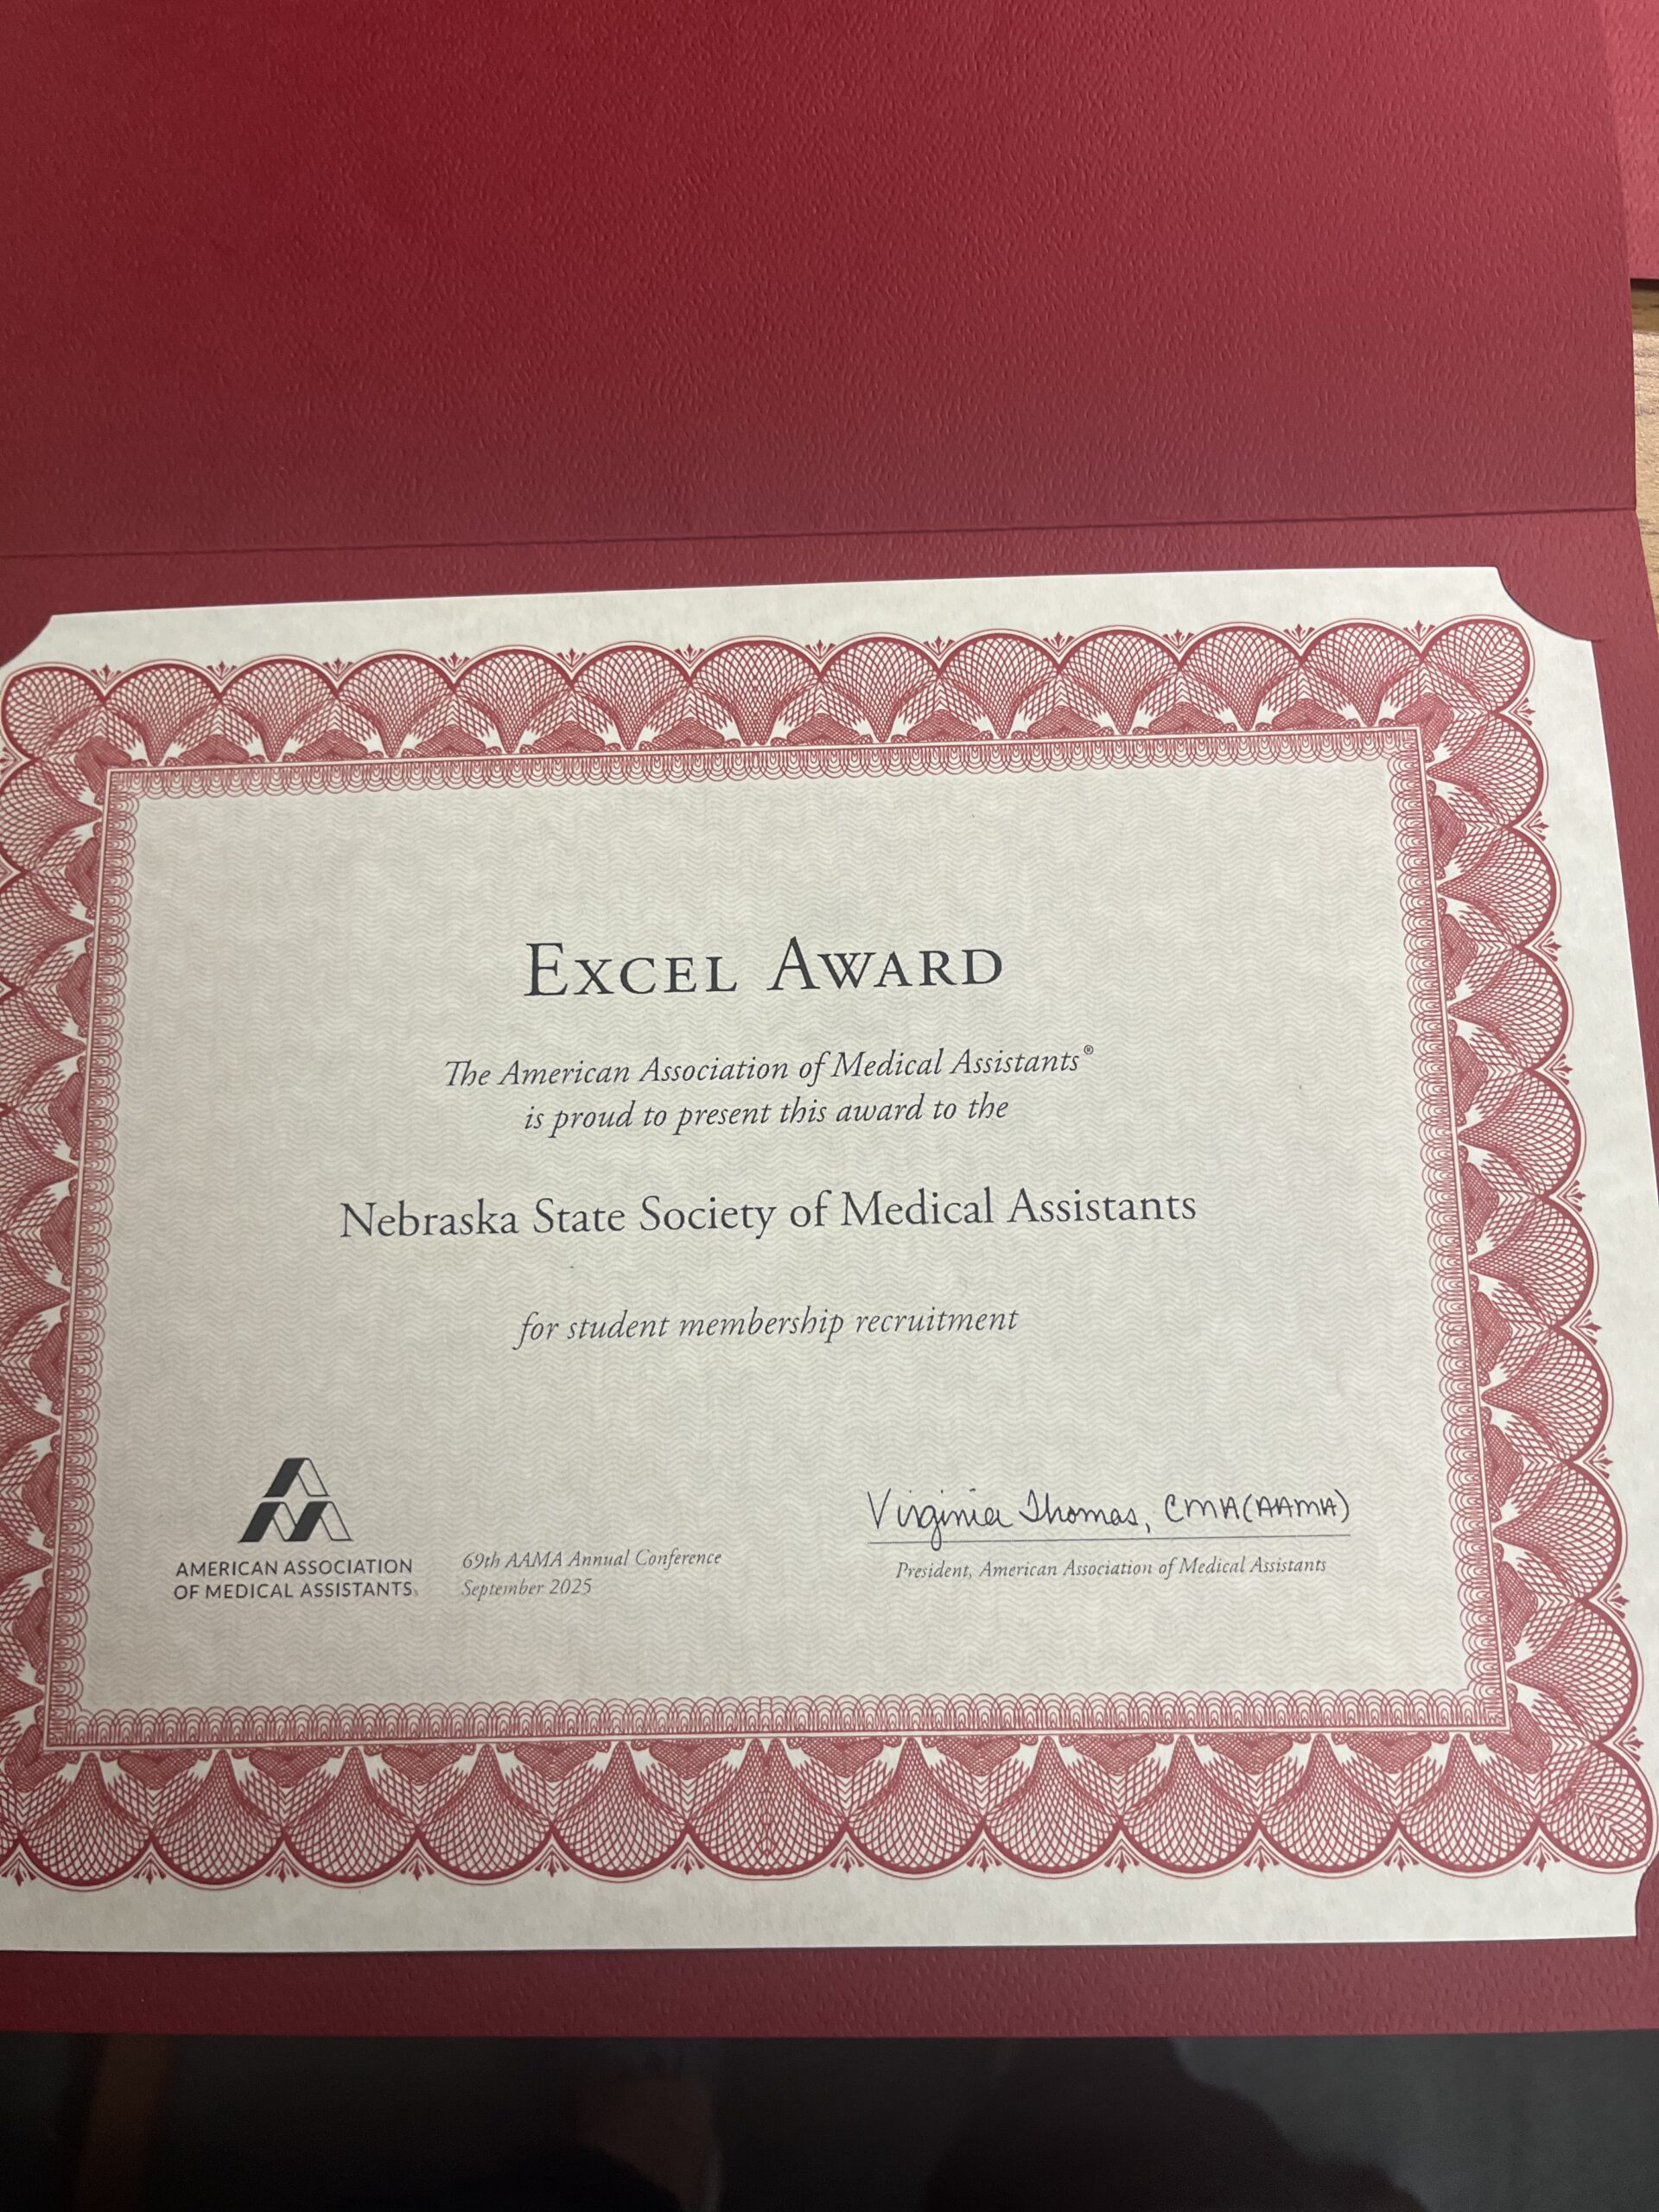 EXCEL AWARD
The American Association of Medical Assistants®
is proud to present this award to the
Nebraska State Society of Medical Assistants
for student membership recruitment
AMERICAN ASSOCIATION
OF MEDICAL ASSISTANTS®
69th AAMA Annual Conference
September 2025
Virginia Thomas, CMA(AAMA)
President, American Association of Medical Assistants